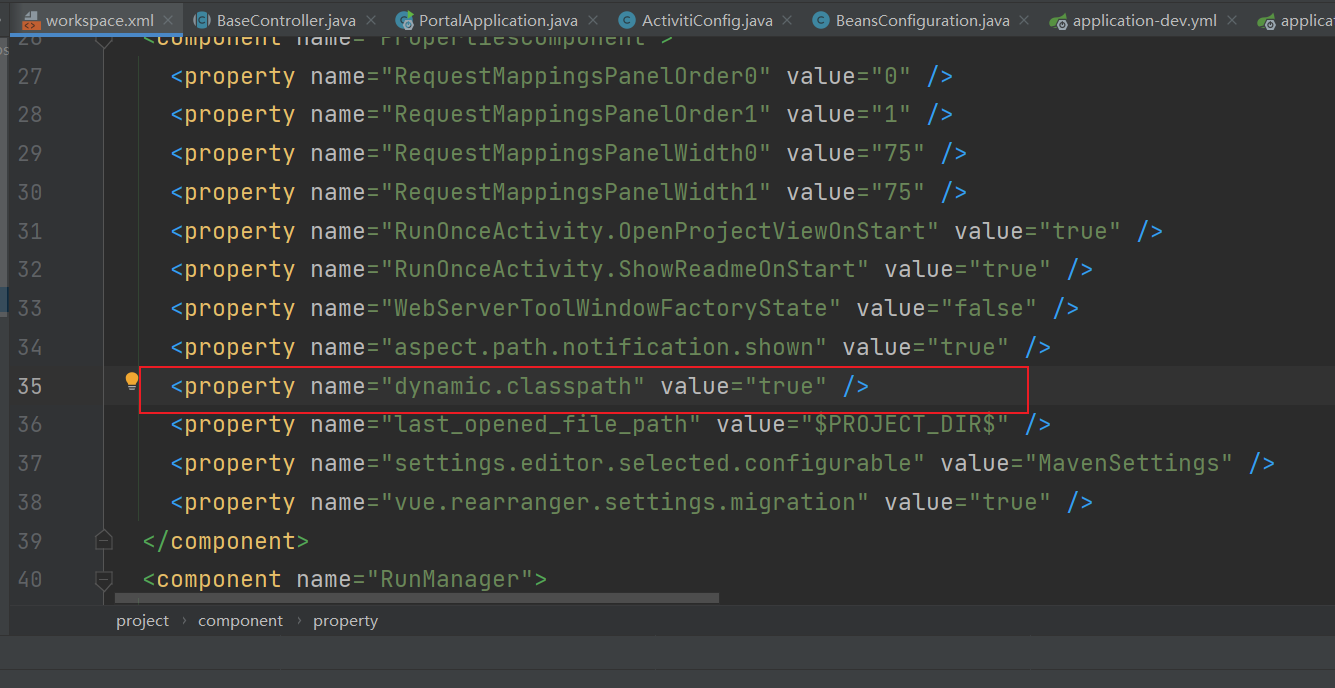 workspace.xml BaseController.java PortalApplication.java ActivitiConfig.java BeansConfiguration.java application-dev.yml applica
26 <component name="PropertiesComponent">
27 <property name="RequestMappingsPanelOrder0" value="0" />
28 <property name="RequestMappingsPanelOrder1" value="1" />
29 <property name="RequestMappingsPanelWidth0" value="75" />
30 <property name="RequestMappingsPanelWidth1" value="75" />
31 <property name="RunOnceActivity.OpenProjectViewOnStart" value="true" />
32 <property name="RunOnceActivity.ShowReadmeOnStart" value="true" />
33 <property name="WebServerToolWindowFactoryState" value="false" />
34 <property name="aspect.path.notification.shown" value="true" />
35 <property name="dynamic.classpath" value="true" />
36 <property name="last_opened_file_path" value="$PROJECT_DIR$" />
37 <property name="settings.editor.selected.configurable" value="MavenSettings" />
38 <property name="vue.rearranger.settings.migration" value="true" />
39 </component>
40 <component name="RunManager">
project › component › property